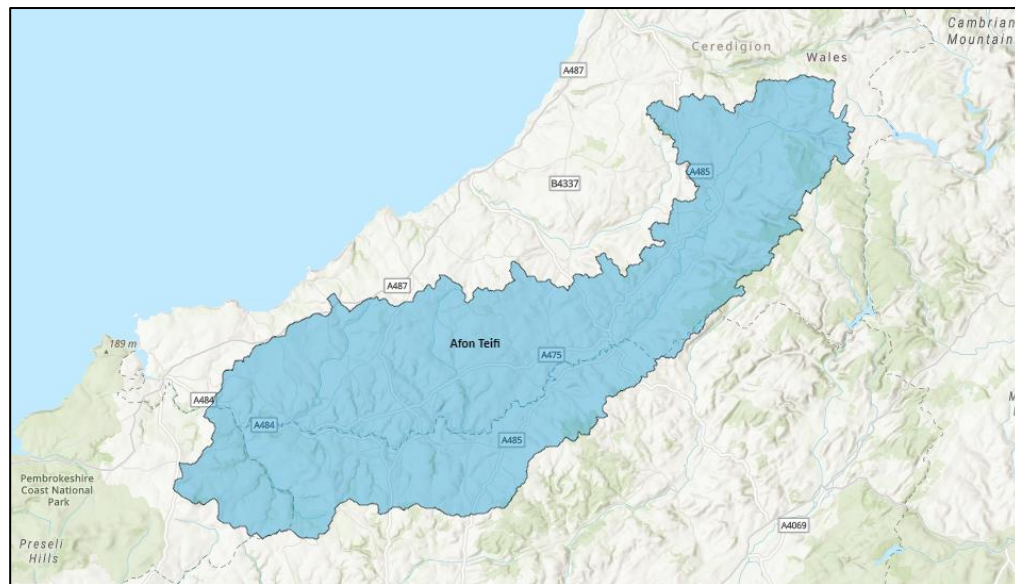 Cambrian
Mountain
Ceredigion
Wales
A487
A485
B4337
A487
189 m
Afon Teifi
A475
A484
A484
A485
Pembrokeshire
Coast National
Park
A4069
Preseli
Hills